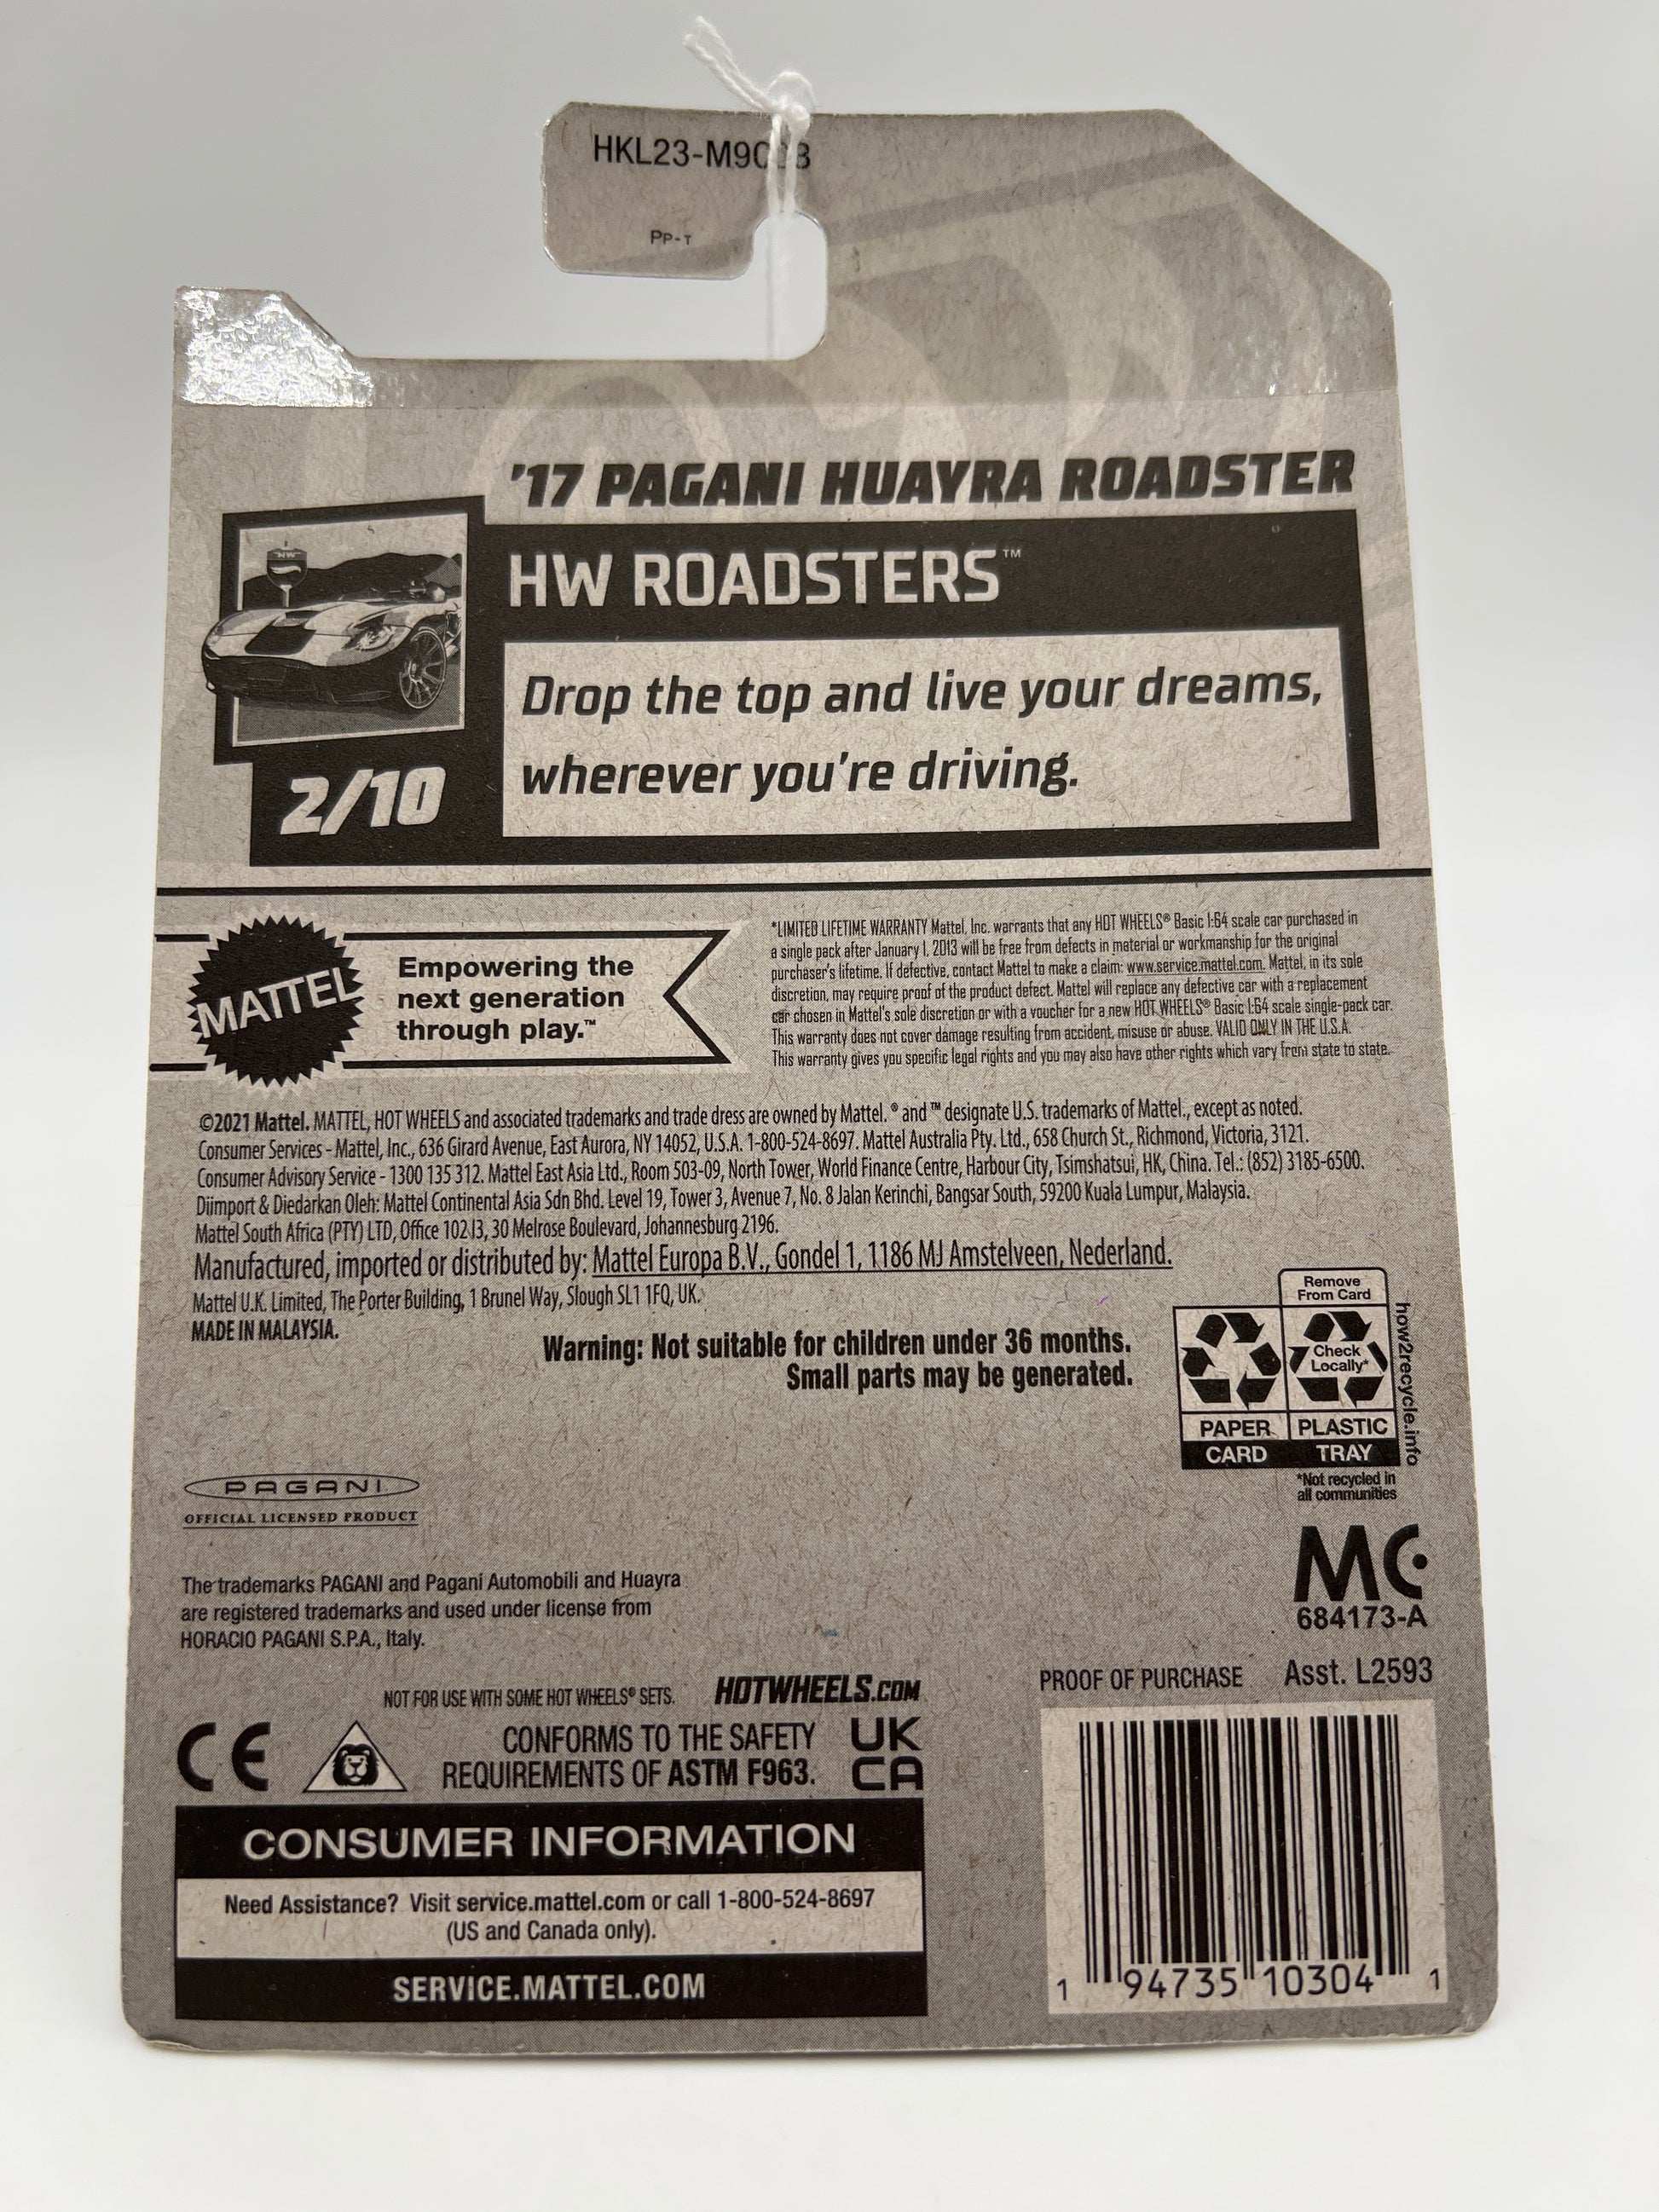 HKL23-M9
PP-T
'17 PAGANI HUAYRA ROADSTER
HW
HW ROADSTERS™
Drop the top and live your dreams,
wherever you're driving.
2/10
MATTEL
Empowering the
next generation
through play.™
*LIMITED LIFETIME WARRANTY Mattel, Inc. warrants that any HOT WHEELS® Basic 1:64 scale car purchased in
a single pack after January 1, 2013 will be free from defects in material or workmanship for the original
purchaser's lifetime. If defective, contact Mattel to make a claim: www.service.mattel.com. Mattel, in its sole
discretion, may require proof of the product defect. Mattel will replace any defective car with a replacement
car chosen in Mattel's sole discretion or with a voucher for a new HOT WHEELS® Basic 1:64 scale single-pack car.
This warranty does not cover damage resulting from accident, misuse or abuse. VALID ONLY IN THE U.S.A.
This warranty gives you specific legal rights and you may also have other rights which vary from state to state.
©2021 Mattel. MATTEL, HOT WHEELS and associated trademarks and trade dress are owned by Mattel. ® and ™ designate U.S. trademarks of Mattel., except as noted.
Consumer Services - Mattel, Inc., 636 Girard Avenue, East Aurora, NY 14052, U.S.A. 1-800-524-8697. Mattel Australia Pty. Ltd., 658 Church St., Richmond, Victoria, 3121.
Consumer Advisory Service - 1300 135 312. Mattel East Asia Ltd., Room 503-09, North Tower, World Finance Centre, Harbour City, Tsimshatsui, HK, China. Tel.: (852) 3185-6500.
Diimport & Diedarkan Oleh: Mattel Continental Asia Sdn Bhd. Level 19, Tower 3, Avenue 7, No. 8 Jalan Kerinchi, Bangsar South, 59200 Kuala Lumpur, Malaysia.
Mattel South Africa (PTY) LTD, Office 102 I3, 30 Melrose Boulevard, Johannesburg 2196.
Manufactured, imported or distributed by: Mattel Europa B.V., Gondel 1, 1186 MJ Amstelveen, Nederland.
Mattel U.K. Limited, The Porter Building, 1 Brunel Way, Slough SL1 1FQ, UK.
MADE IN MALAYSIA.
Warning: Not suitable for children under 36 months.
Small parts may be generated.
Remove
From Card
Check
Locally*
PAPER PLASTIC
CARD TRAY
how2recycle.info
*Not recycled in
all communities
PAGANI
OFFICIAL LICENSED PRODUCT
MC
684173-A
The trademarks PAGANI and Pagani Automobili and Huayra
are registered trademarks and used under license from
HORACIO PAGANI S.P.A., Italy.
NOT FOR USE WITH SOME HOT WHEELS® SETS. HOTWHEELS.COM
PROOF OF PURCHASE Asst. L2593
CE
CONFORMS TO THE SAFETY
REQUIREMENTS OF ASTM F963.
UK
CA
CONSUMER INFORMATION
Need Assistance? Visit service.mattel.com or call 1-800-524-8697
(US and Canada only).
SERVICE.MATTEL.COM
1 94735 10304 1